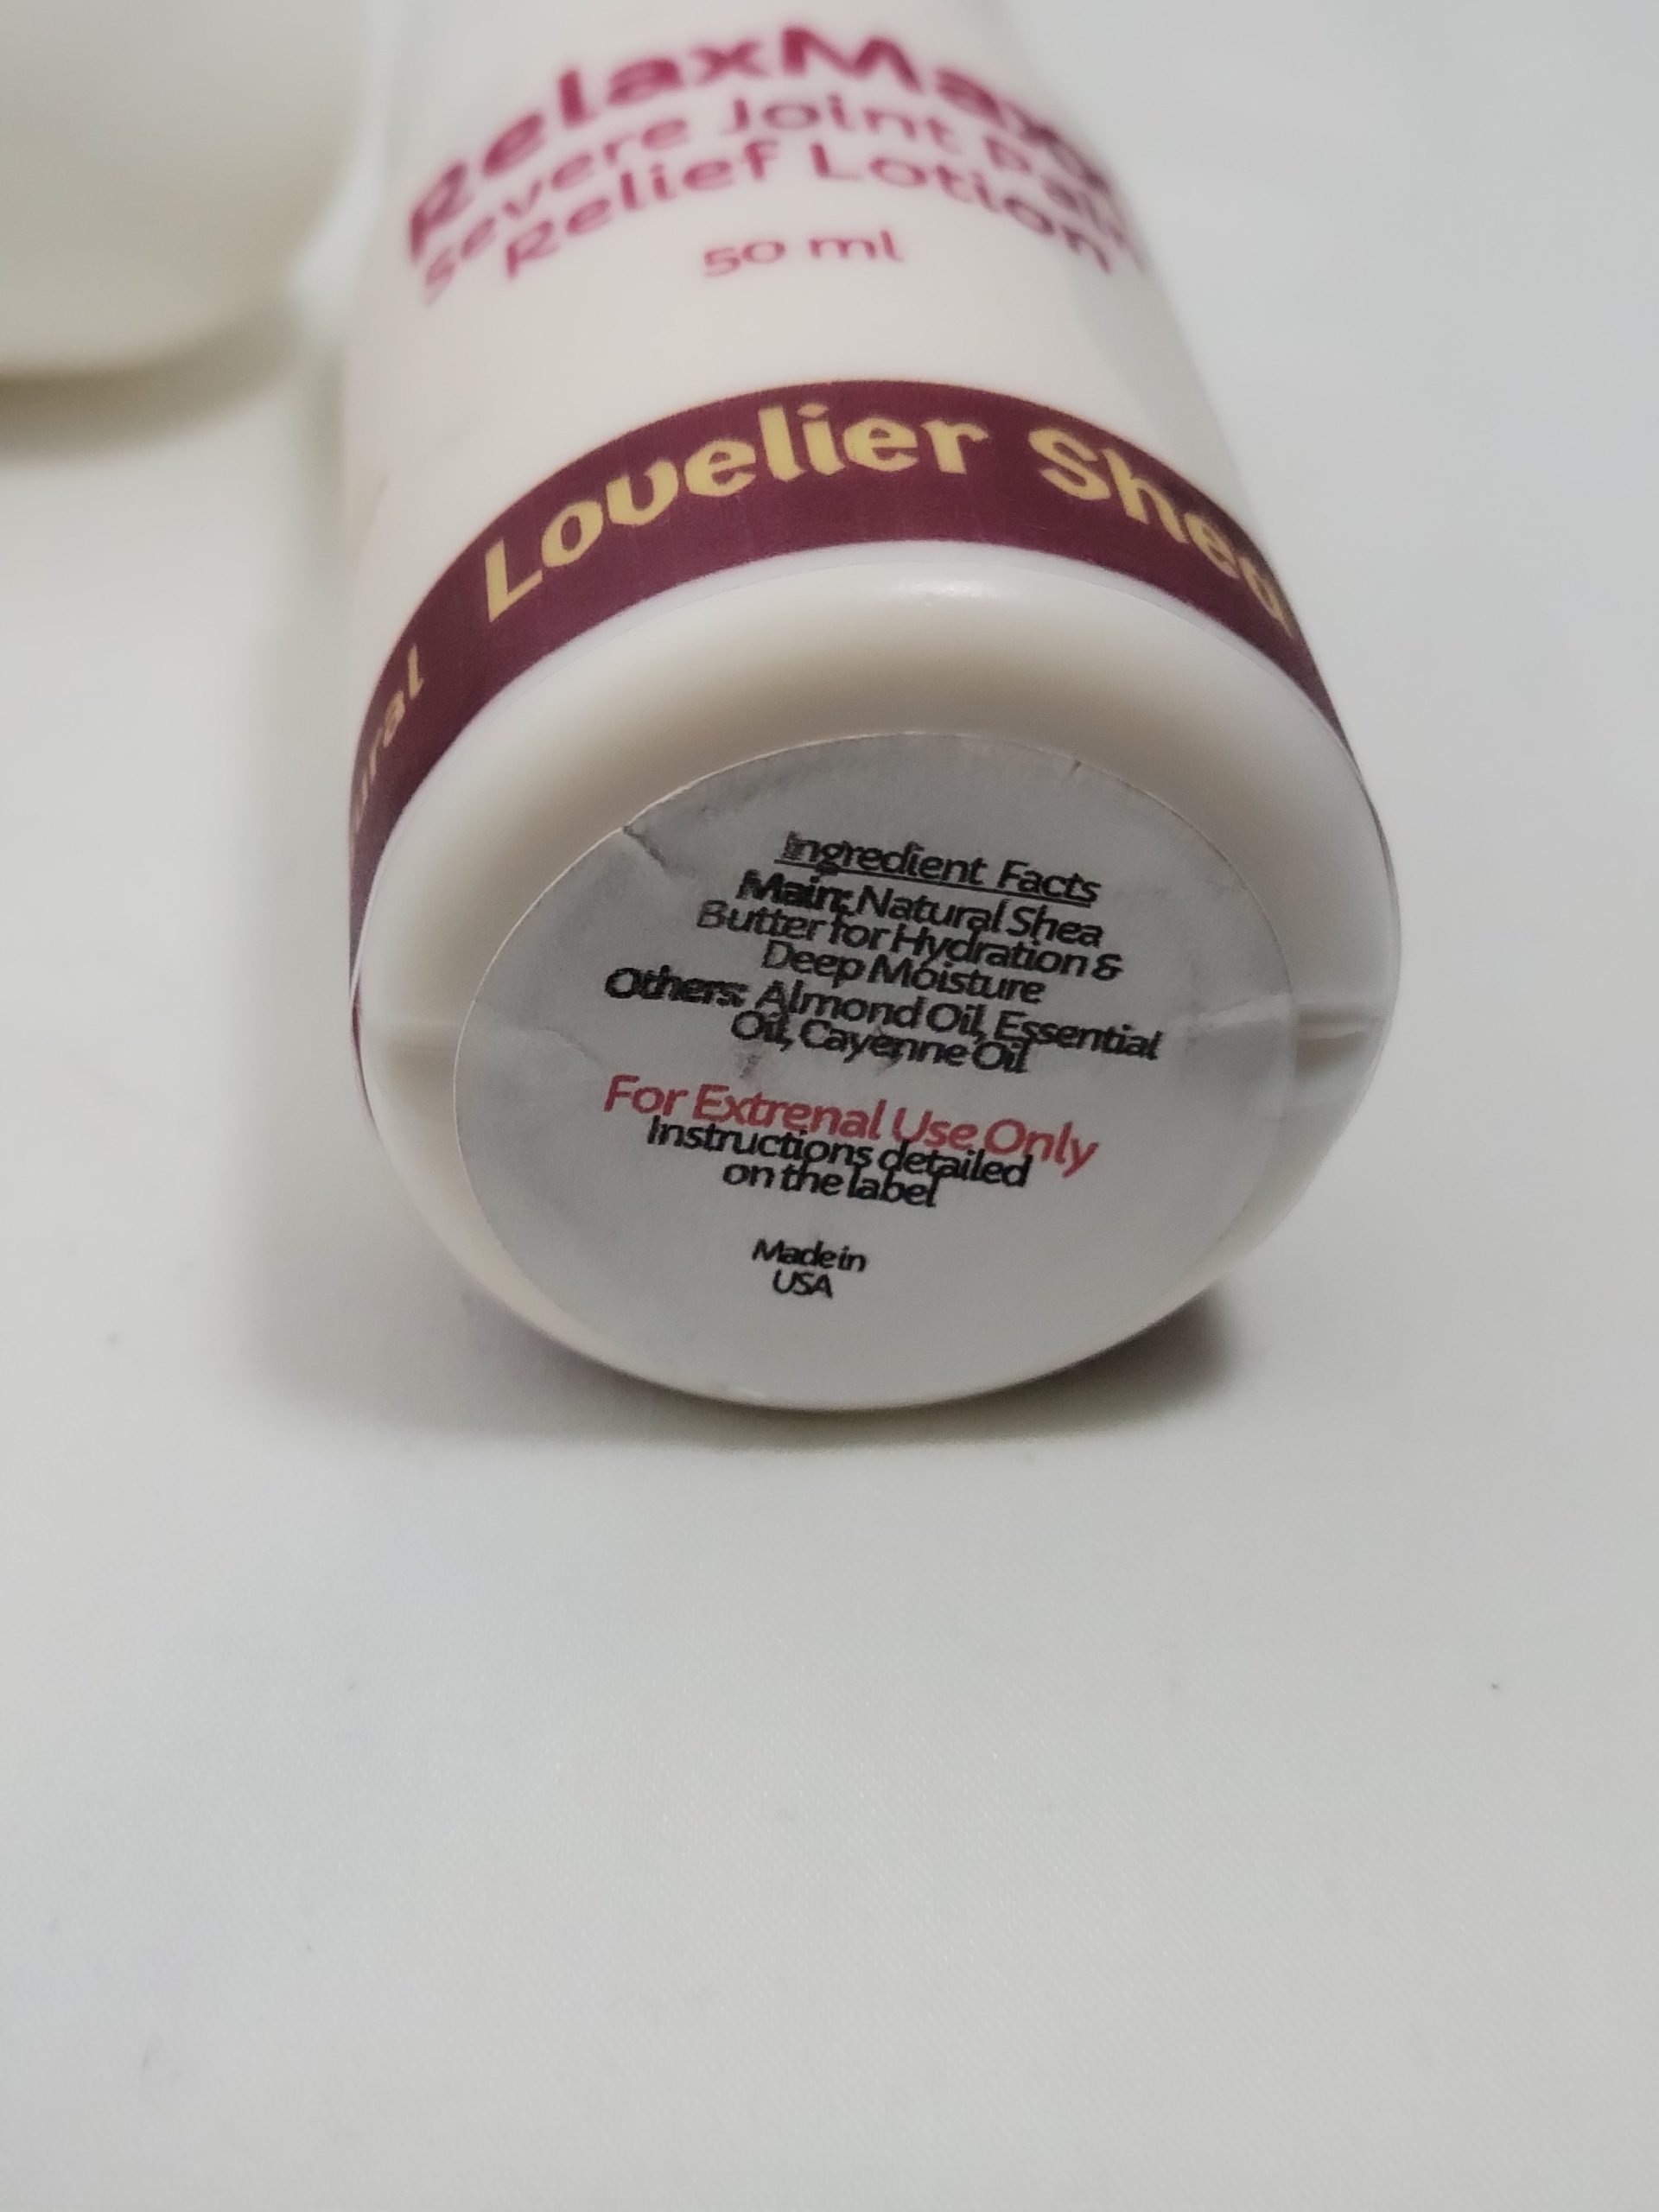 Severe Joint Pain
Relief Lotion
50 ml
Lovelier Shea
Ingredient Facts
Main: Natural Shea
Butter for Hydration &
Deep Moisture
Others: Almond Oil, Essential
Oil, Cayenne Oil
For Extrenal Use Only
Instructions detailed
on the label
Made in
USA